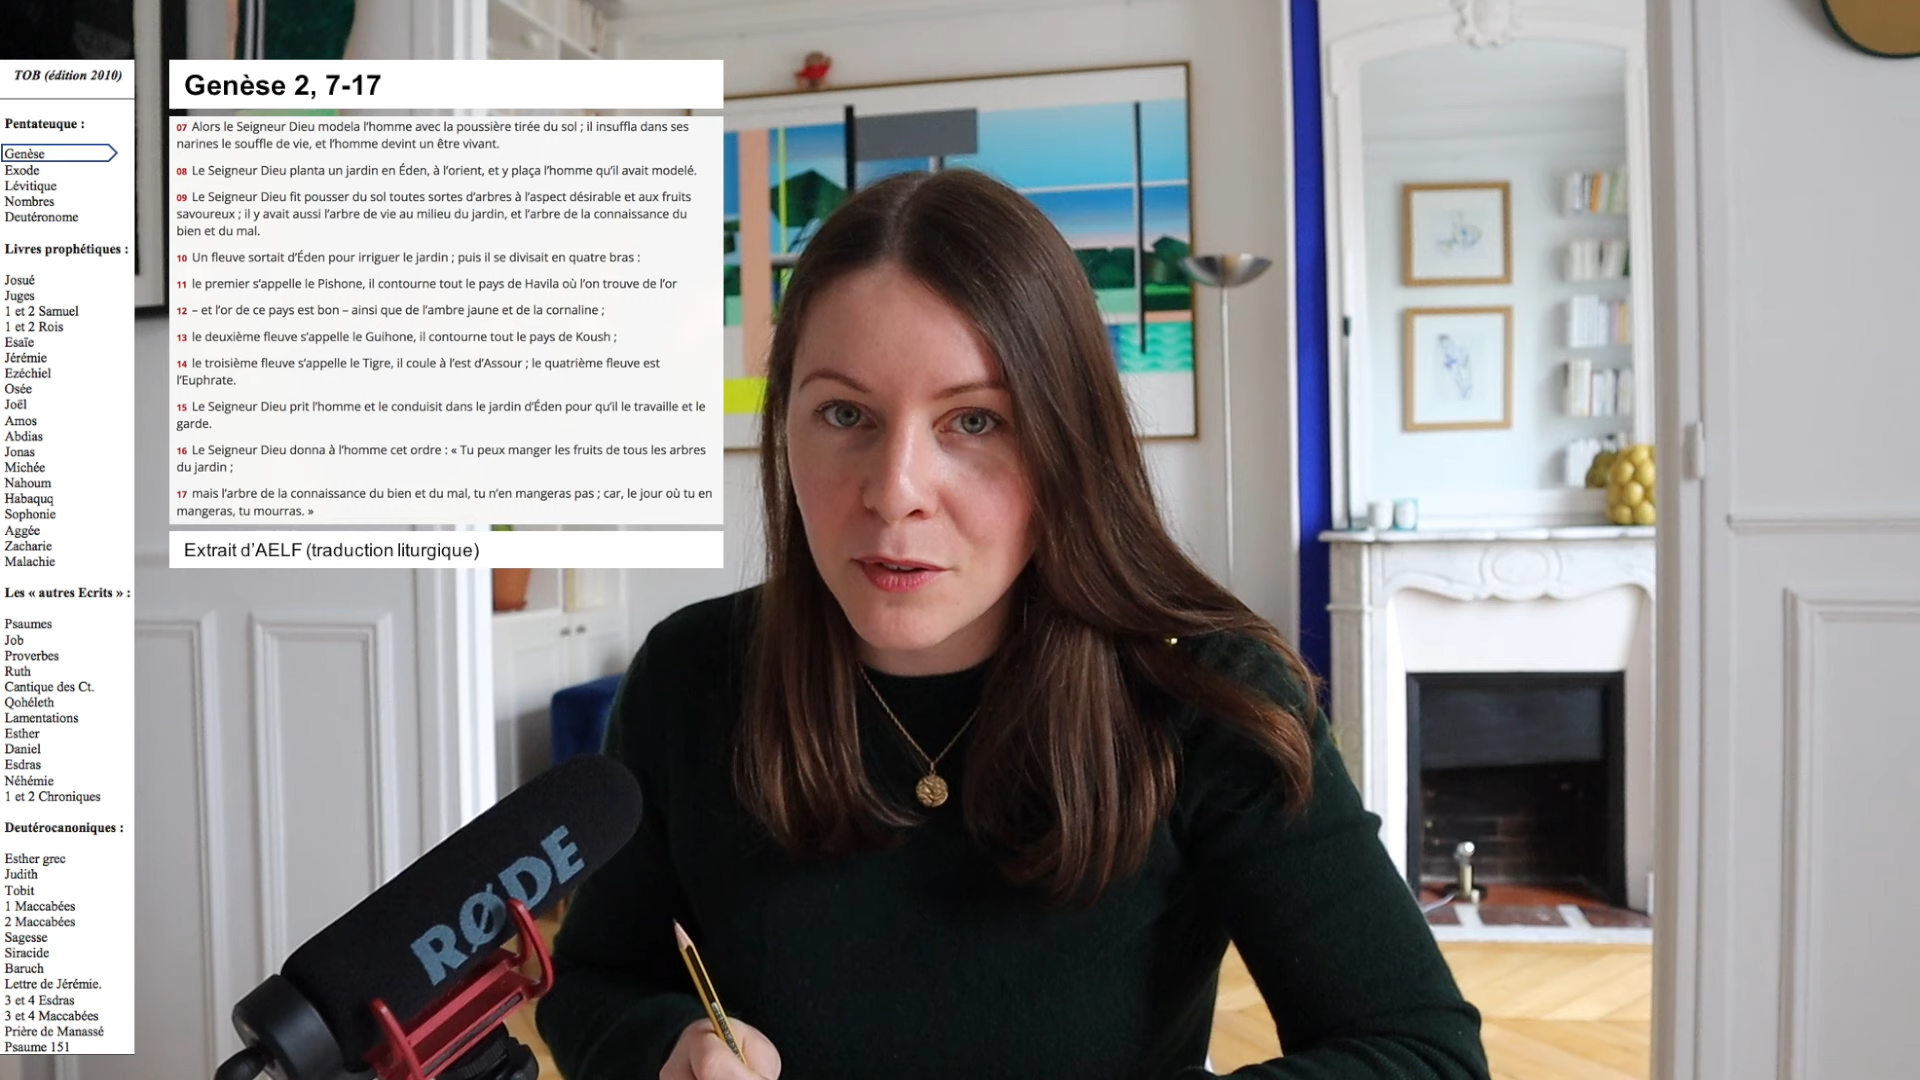 TOB (édition 2010)
Pentateuque :
Genèse
Exode
Lévitique
Nombres
Deutéronome
Livres prophétiques :
Josué
Juges
1 et 2 Samuel
1 et 2 Rois
Esaïe
Jérémie
Ezéchiel
Osée
Joël
Amos
Abdias
Jonas
Michée
Nahoum
Habaquq
Sophonie
Aggée
Zacharie
Malachie
Les « autres Ecrits » :
Psaumes
Job
Proverbes
Ruth
Cantique des Ct.
Qohéleth
Lamentations
Esther
Daniel
Esdras
Néhémie
1 et 2 Chroniques
Deutérocanoniques :
Esther grec
Judith
Tobit
1 Maccabées
2 Maccabées
Sagesse
Siracide
Baruch
Lettre de Jérémie.
3 et 4 Esdras
3 et 4 Maccabées
Prière de Manassé
Psaume 151
Genèse 2, 7-17
07 Alors le Seigneur Dieu modela l’homme avec la poussière tirée du sol ; il insuffla dans ses
narines le souffle de vie, et l’homme devint un être vivant.
08 Le Seigneur Dieu planta un jardin en Éden, à l’orient, et y plaça l’homme qu’il avait modelé.
09 Le Seigneur Dieu fit pousser du sol toutes sortes d’arbres à l’aspect désirable et aux fruits
savoureux ; il y avait aussi l’arbre de vie au milieu du jardin, et l’arbre de la connaissance du
bien et du mal.
10 Un fleuve sortait d’Éden pour irriguer le jardin ; puis il se divisait en quatre bras :
11 le premier s’appelle le Pishone, il contourne tout le pays de Havila où l’on trouve de l’or
12 – et l’or de ce pays est bon – ainsi que de l’ambre jaune et de la cornaline ;
13 le deuxième fleuve s’appelle le Guihone, il contourne tout le pays de Koush ;
14 le troisième fleuve s’appelle le Tigre, il coule à l’est d’Assour ; le quatrième fleuve est
l’Euphrate.
15 Le Seigneur Dieu prit l’homme et le conduisit dans le jardin d’Éden pour qu’il le travaille et le
garde.
16 Le Seigneur Dieu donna à l’homme cet ordre : « Tu peux manger les fruits de tous les arbres
du jardin ;
17 mais l’arbre de la connaissance du bien et du mal, tu n’en mangeras pas ; car, le jour où tu en
mangeras, tu mourras. »
Extrait d’AELF (traduction liturgique)
RØDE